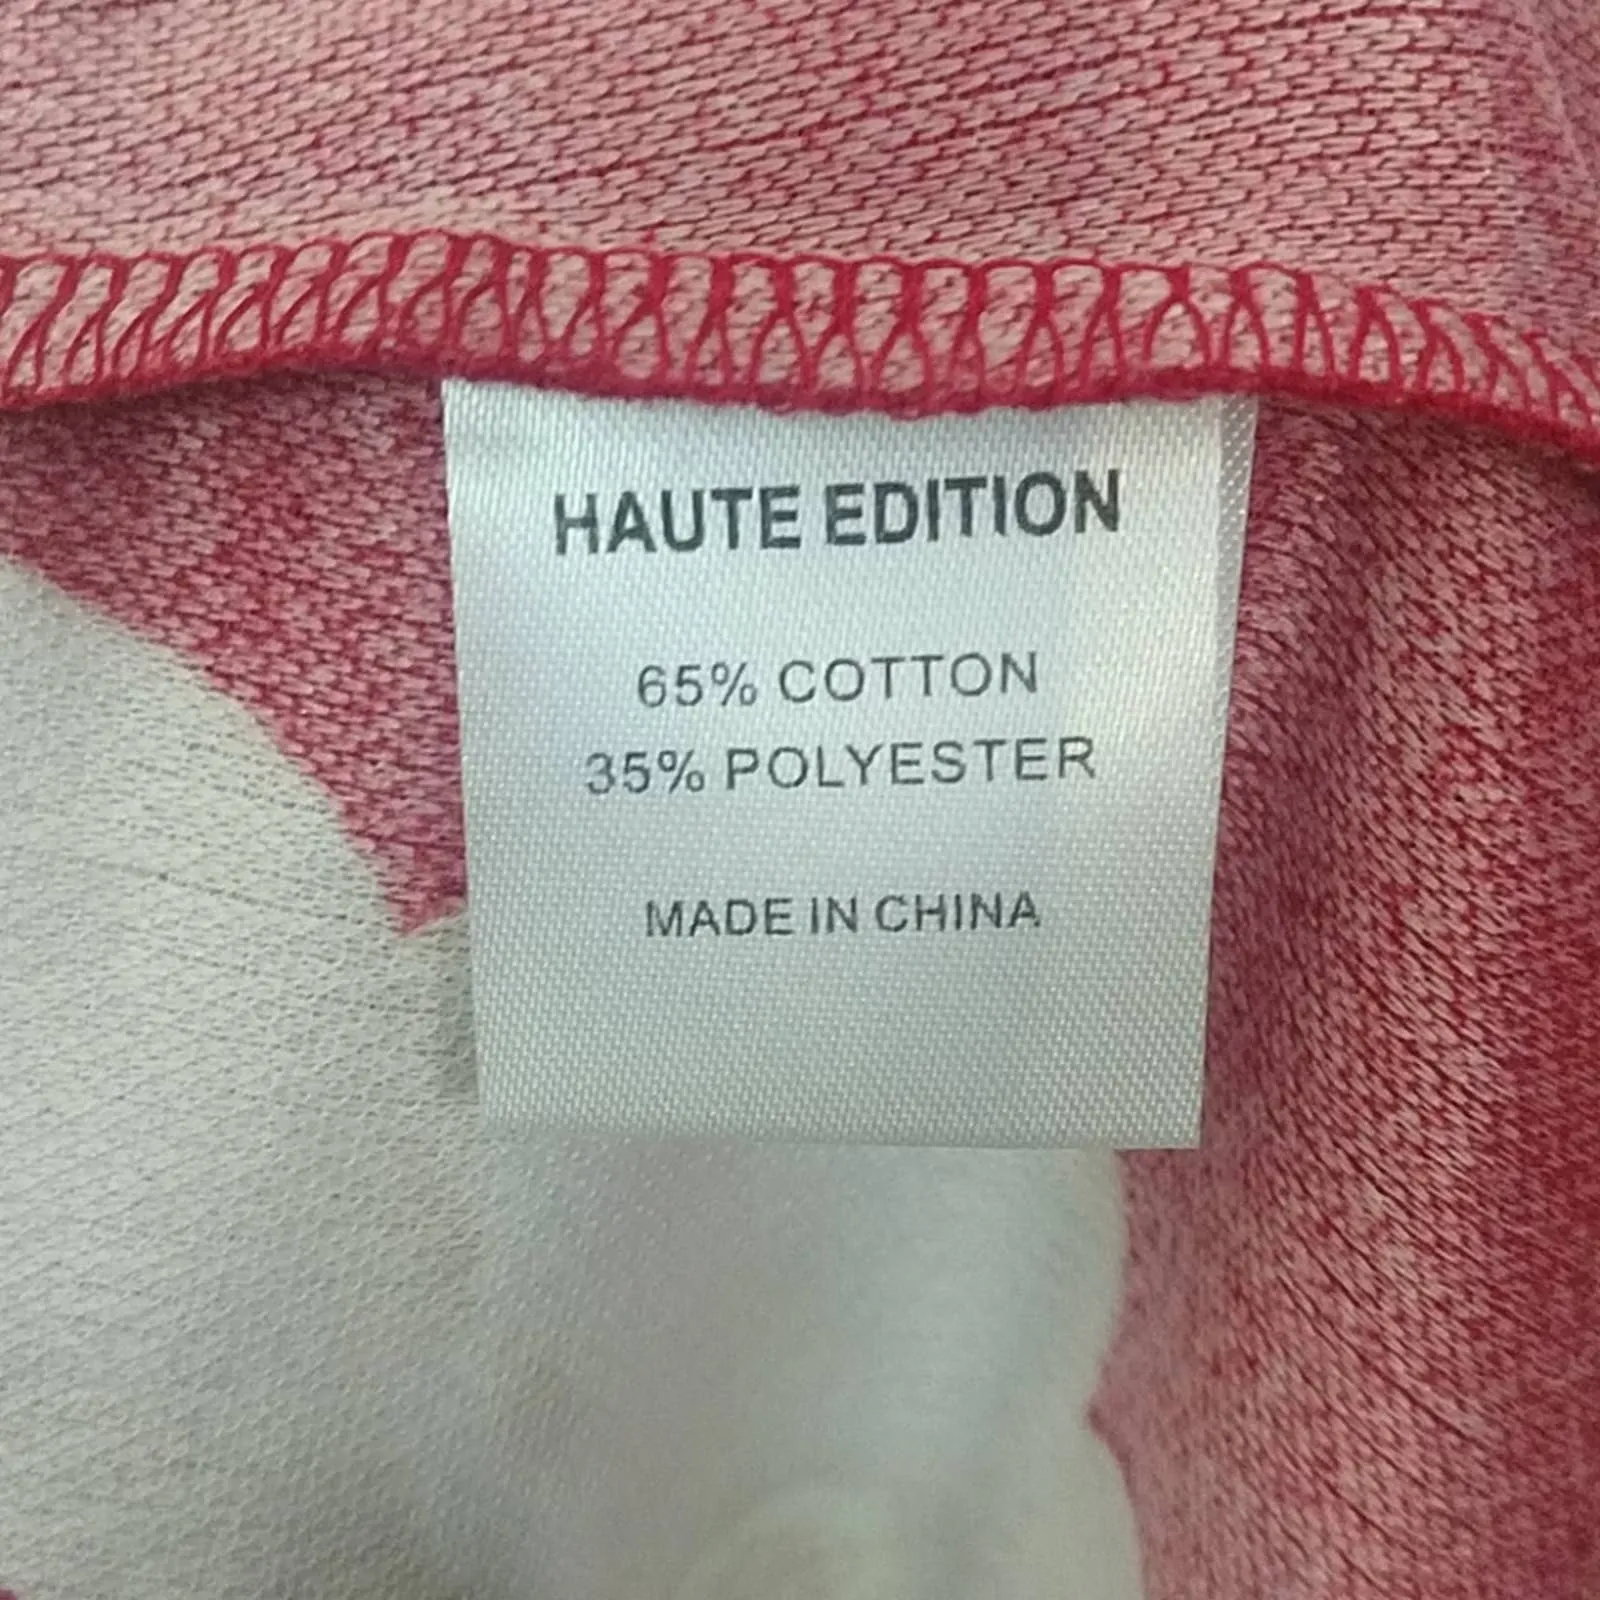 HAUTE EDITION
65% COTTON
35% POLYESTER
MADE IN CHINA